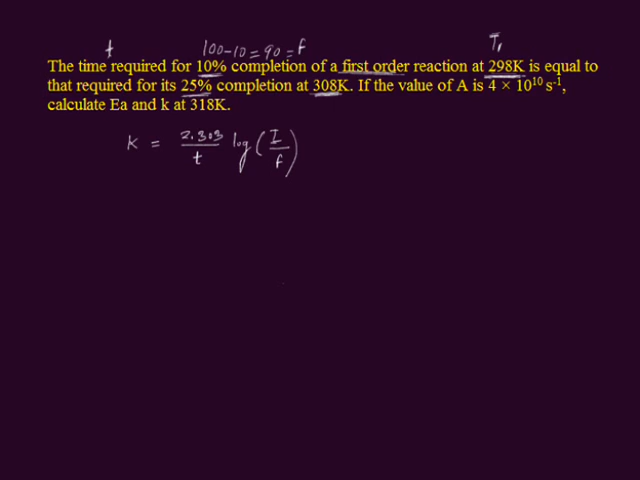 t 100-10=90=f T₁
The time required for 10% completion of a first order reaction at 298K is equal to
that required for its 25% completion at 308K. If the value of A is 4 × 10¹⁰ s⁻¹,
calculate Ea and k at 318K.
K = 2.303/t log(I/f)